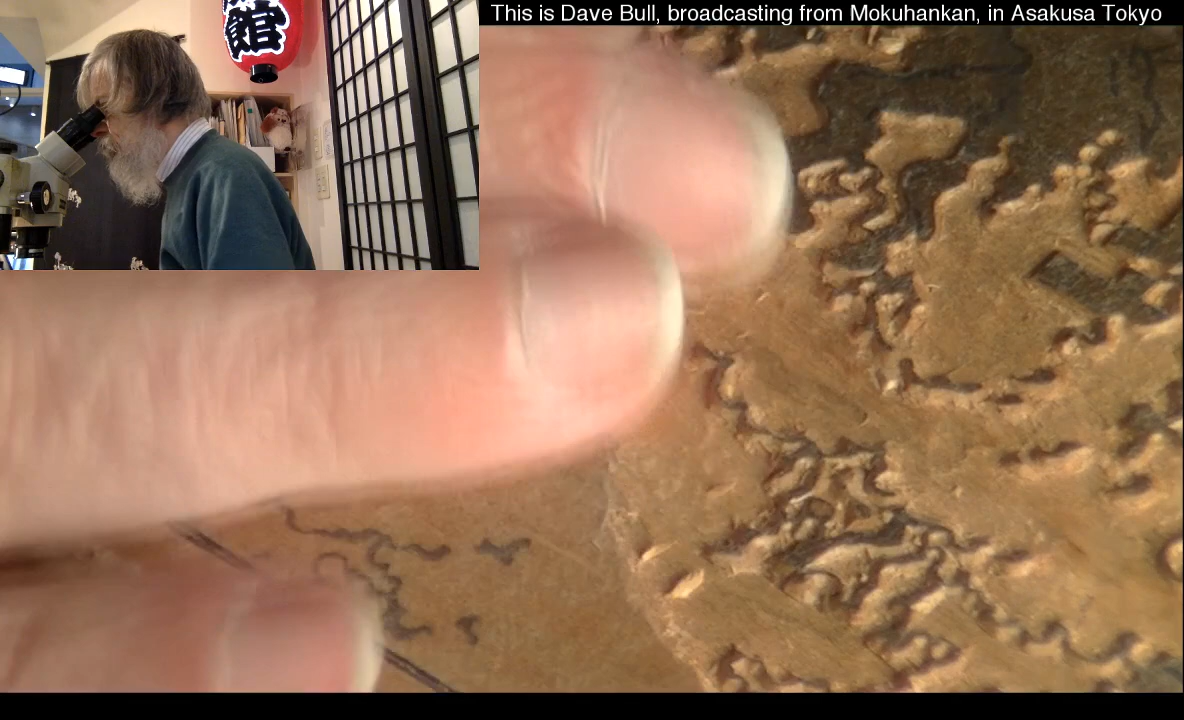 This is Dave Bull, broadcasting from Mokuhankan, in Asakusa Tokyo
館